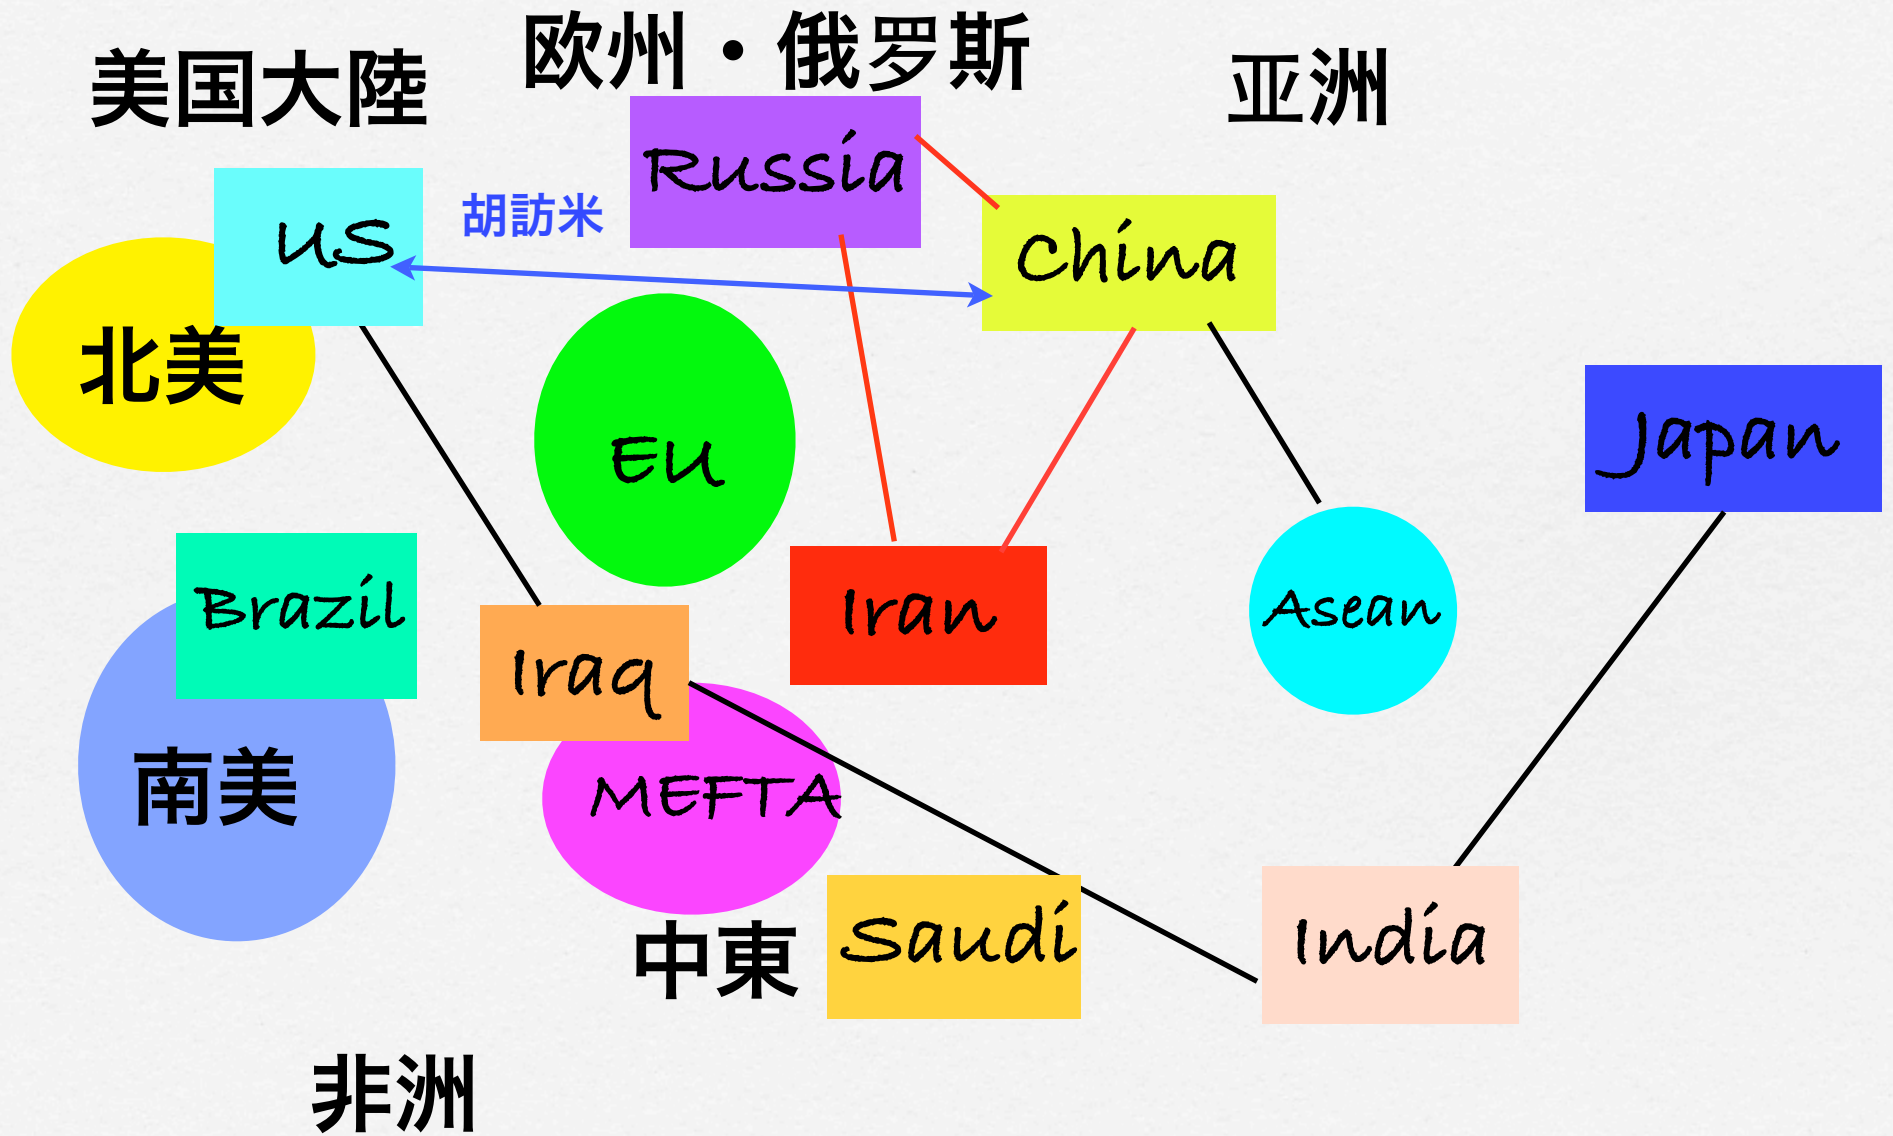 欧州・俄罗斯
美国大陸
亚洲
Russia
US
胡訪米
China
北美
EU
Japan
Brazil
Iran
Asean
Iraq
南美
MEFTA
中東
Saudi
India
非洲